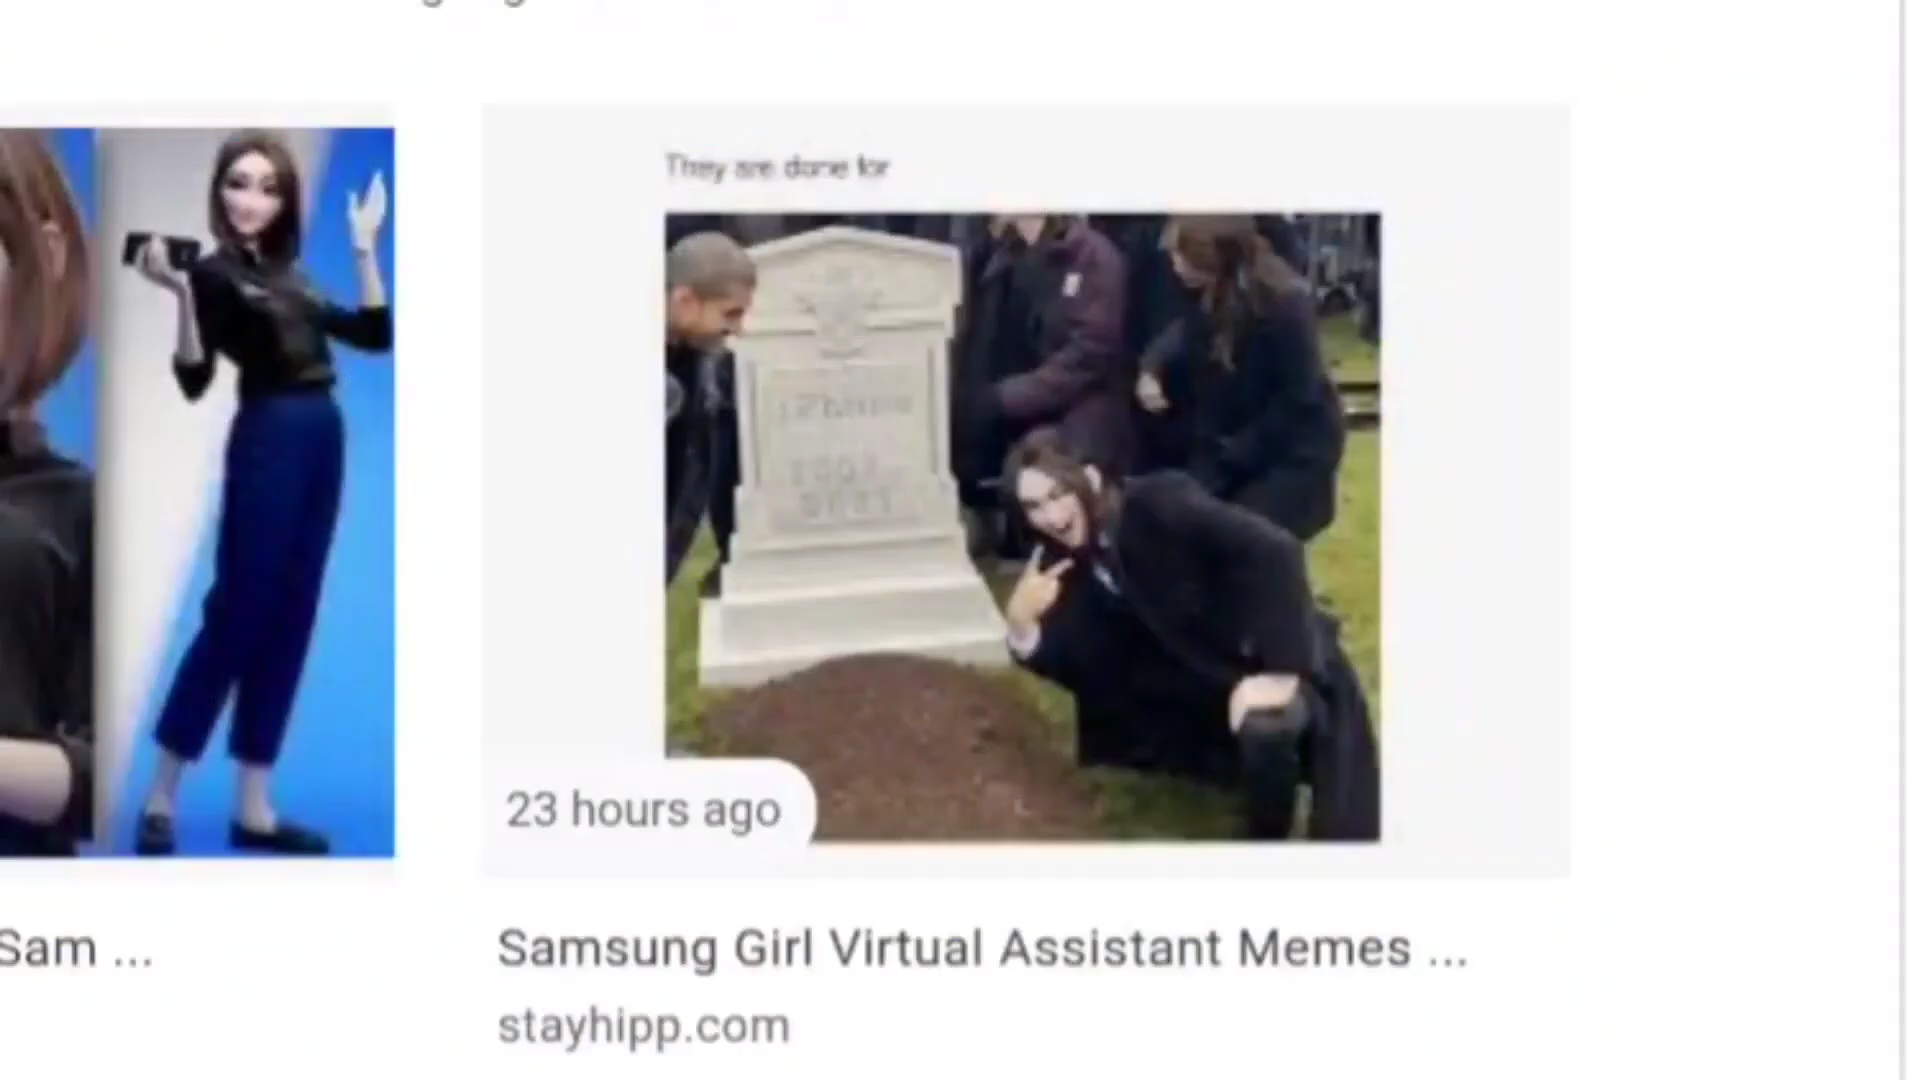 They are done for
23 hours ago
Sam ...
Samsung Girl Virtual Assistant Memes ...
stayhipp.com